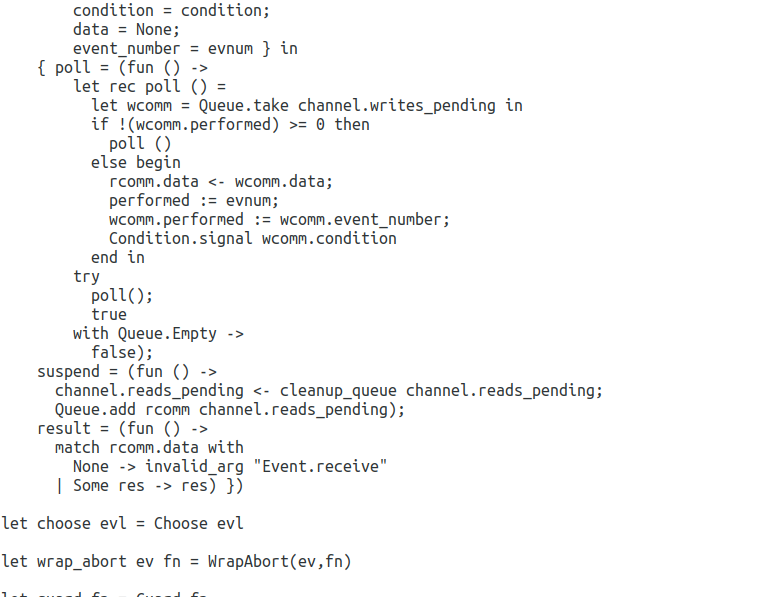 condition = condition;
        data = None;
        event_number = evnum } in
    { poll = (fun () ->
        let rec poll () =
          let wcomm = Queue.take channel.writes_pending in
          if !(wcomm.performed) >= 0 then
            poll ()
          else begin
            rcomm.data <- wcomm.data;
            performed := evnum;
            wcomm.performed := wcomm.event_number;
            Condition.signal wcomm.condition
          end in
        try
          poll();
          true
        with Queue.Empty ->
          false);
    suspend = (fun () ->
      channel.reads_pending <- cleanup_queue channel.reads_pending;
      Queue.add rcomm channel.reads_pending);
    result = (fun () ->
      match rcomm.data with
        None -> invalid_arg "Event.receive"
      | Some res -> res) })
let choose evl = Choose evl
let wrap_abort ev fn = WrapAbort(ev,fn)